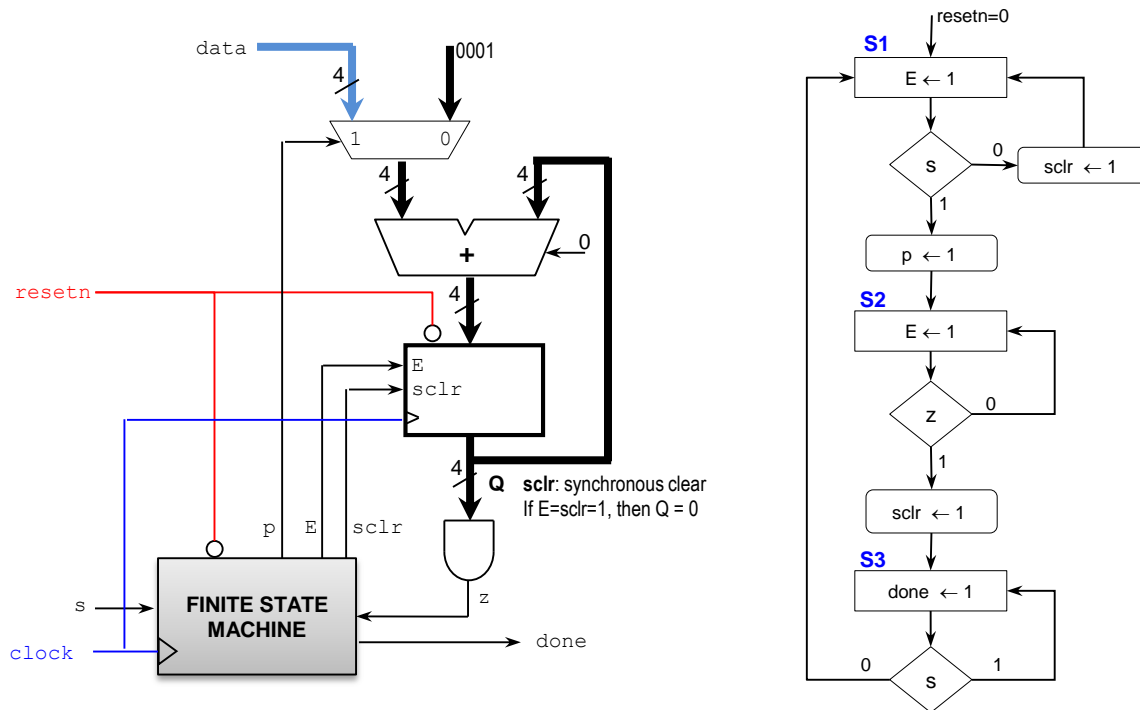 data
0001
4
1
0
4
4
0
+
resetn
4
E
sclr
4
Q
sclr: synchronous clear
If E=sclr=1, then Q = 0
p
E
sclr
z
s
FINITE STATE
MACHINE
clock
done
resetn=0
S1
E ← 1
s
0
sclr ← 1
1
p ← 1
S2
E ← 1
z
0
1
sclr ← 1
S3
done ← 1
0
s
1